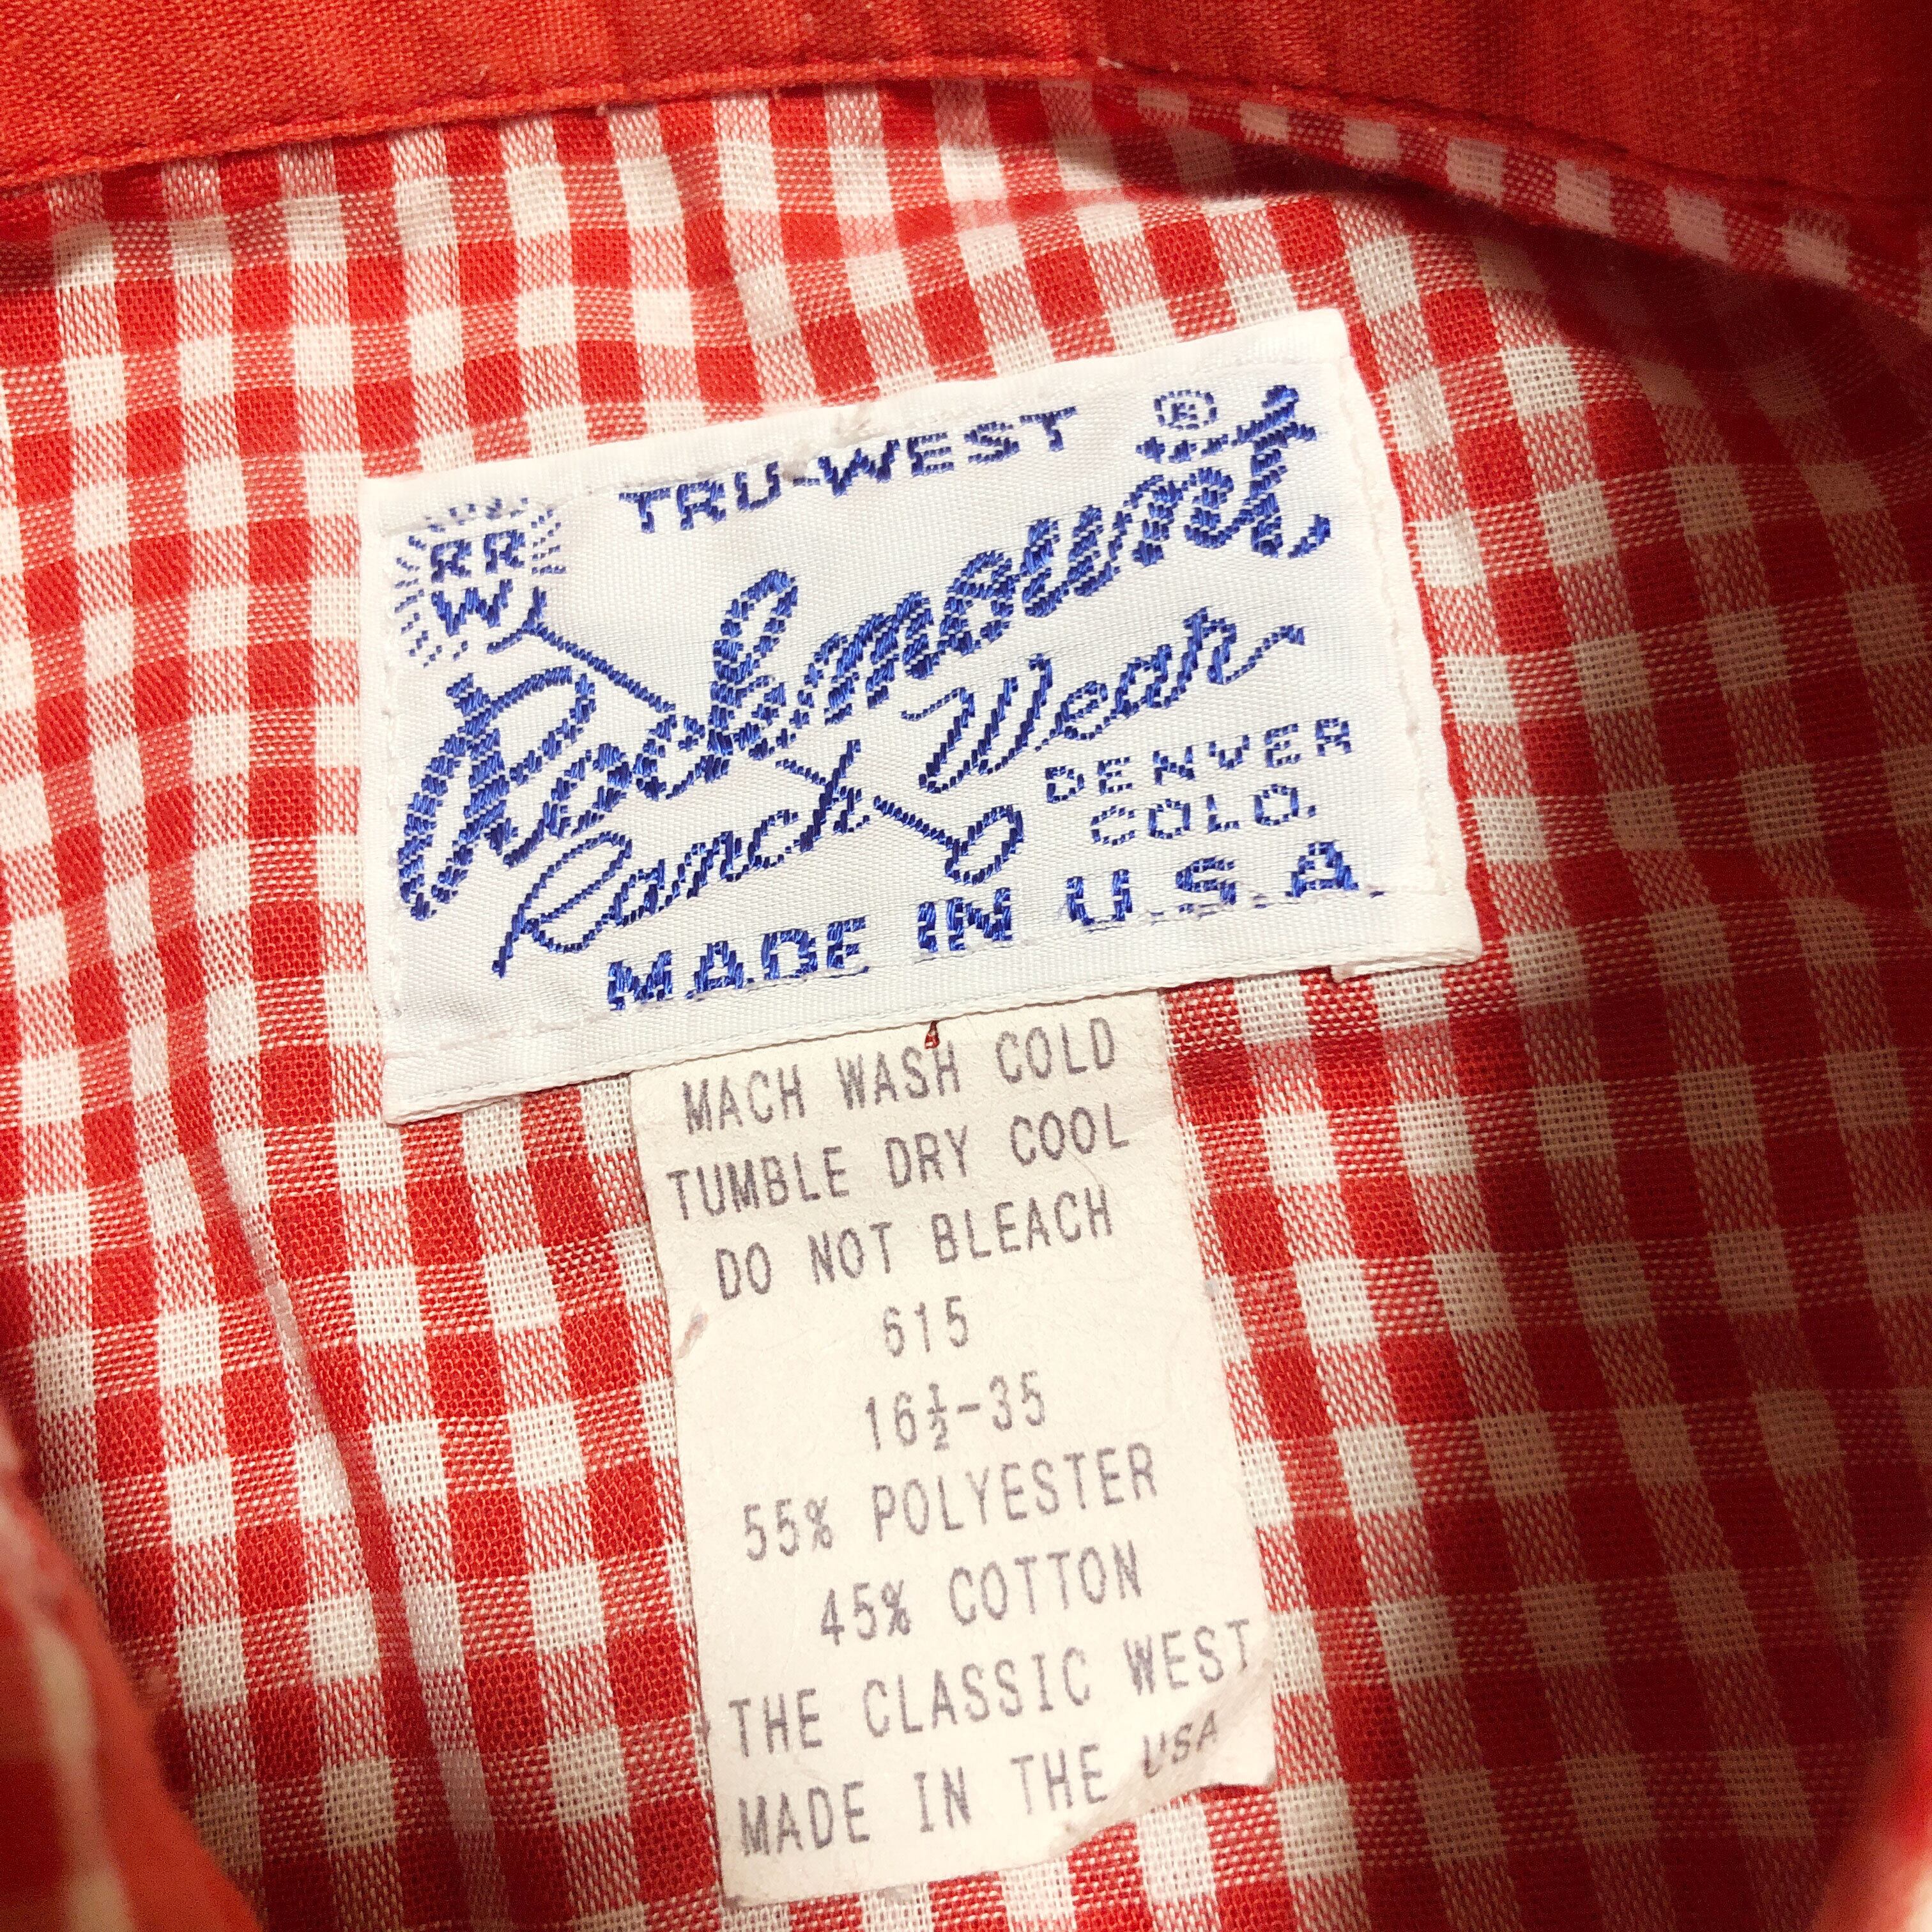 TRU-WEST ®
RR
W
Rockmount
Ranch Wear
DENVER
COLO.
MADE IN U.S.A.
MACH WASH COLD
TUMBLE DRY COOL
DO NOT BLEACH
615
16½-35
55% POLYESTER
45% COTTON
THE CLASSIC WEST
MADE IN THE USA